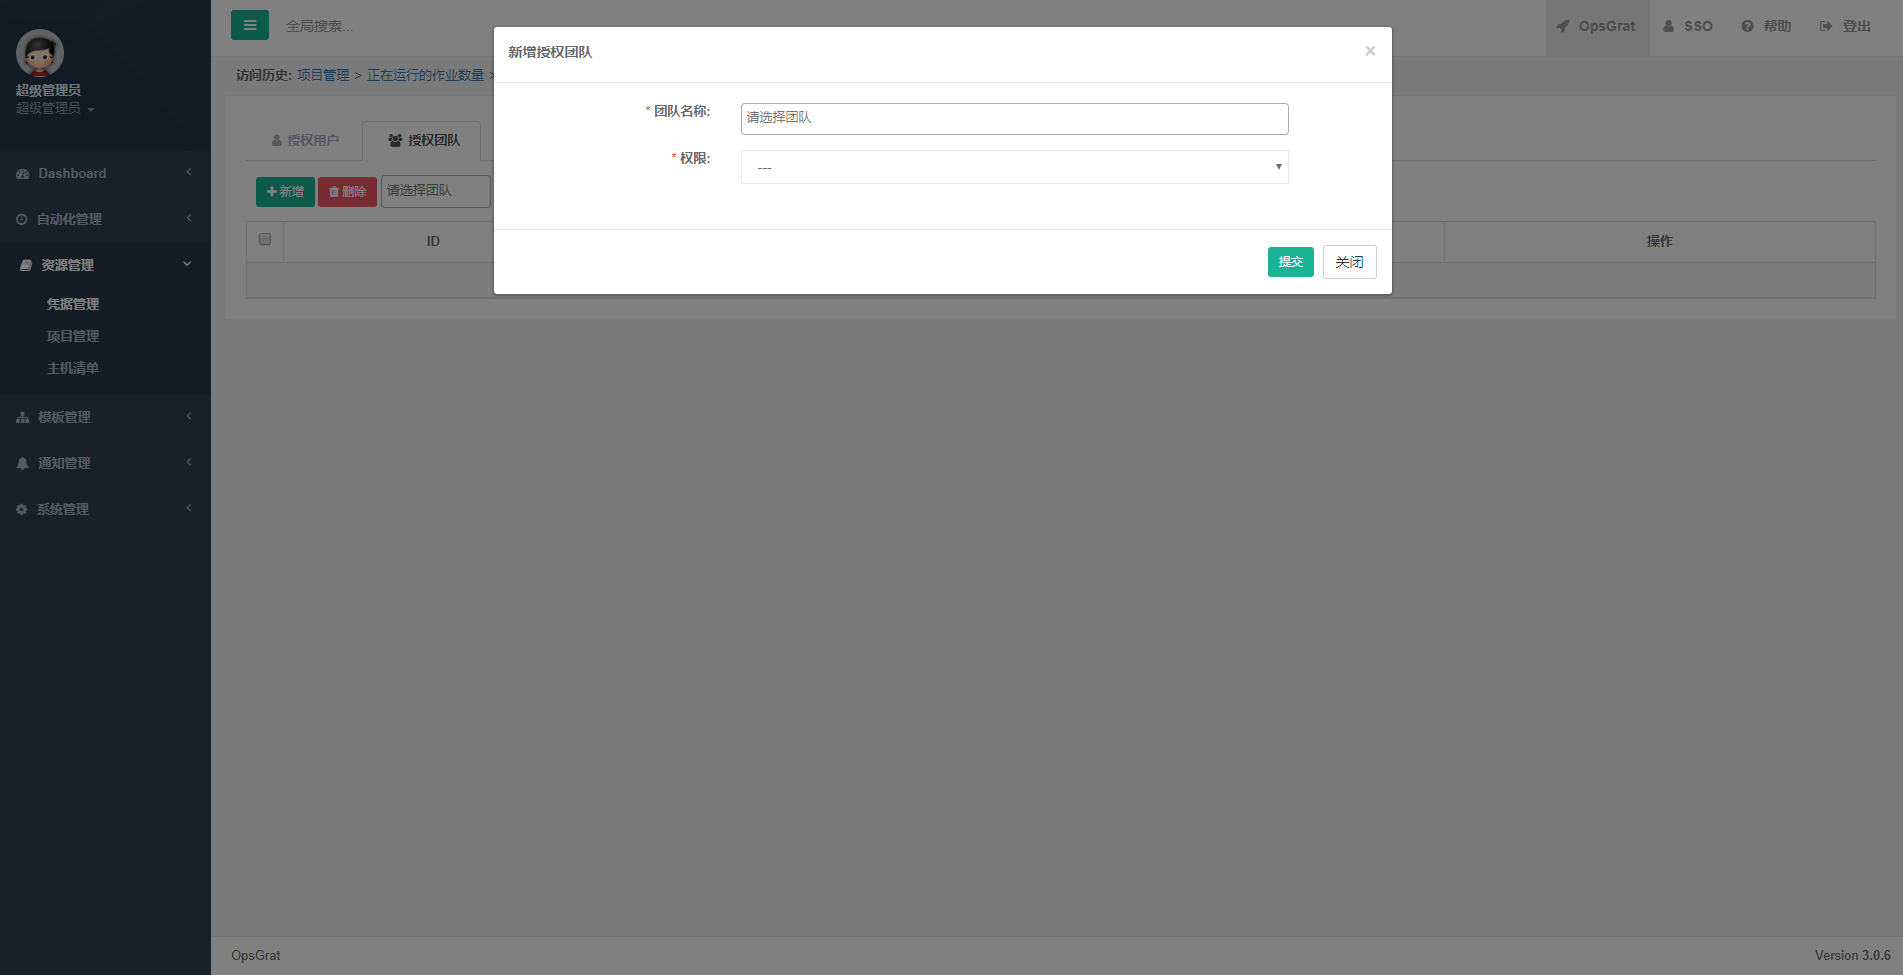 超级管理员
超级管理员
Dashboard
自动化管理
资源管理
凭据管理
项目管理
主机清单
模板管理
通知管理
系统管理
全局搜索...
OpsGrat
SSO
帮助
登出
访问历史: 项目管理 > 正在运行的作业数量 >
授权用户
授权团队
新增
删除
请选择团队
ID
操作
新增授权团队
×
* 团队名称:
请选择团队
* 权限:
---
提交
关闭
OpsGrat
Version 3.0.6